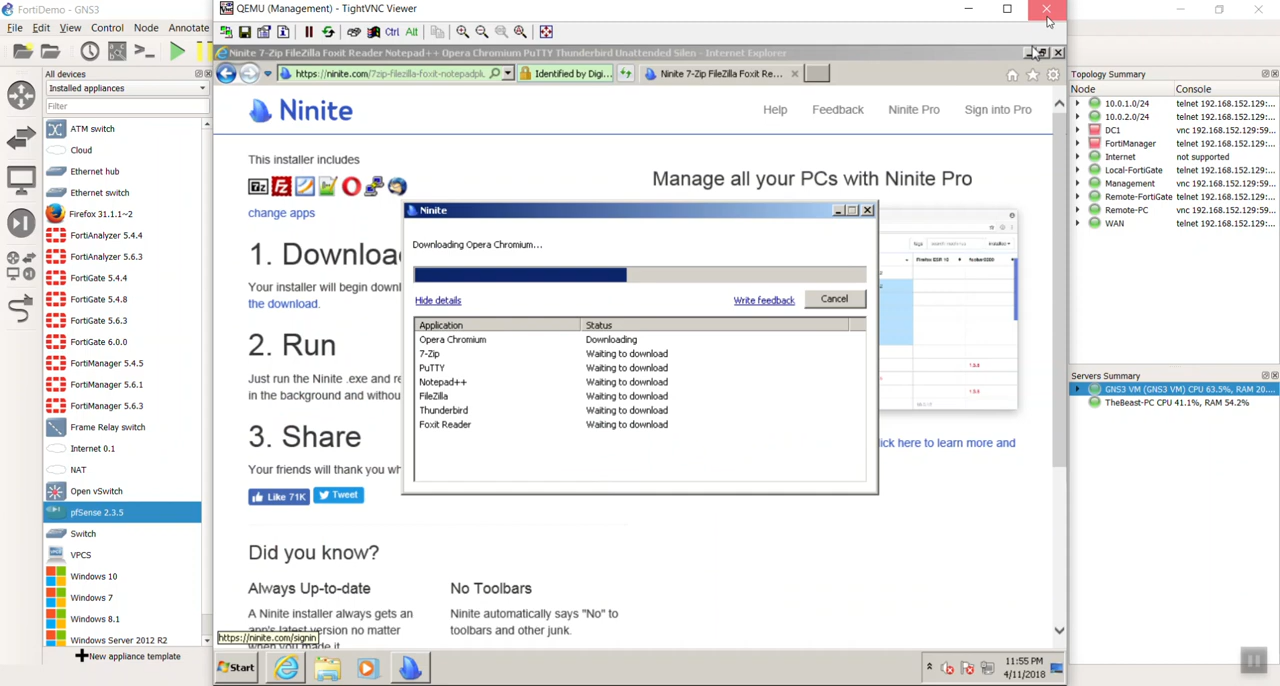 FortiDemo - GNS3
File Edit View Control Node Annotate
All devices
Installed appliances
Filter
ATM switch
Cloud
Ethernet hub
Ethernet switch
Firefox 31.1.1~2
FortiAnalyzer 5.4.4
FortiAnalyzer 5.6.3
FortiGate 5.4.4
FortiGate 5.4.8
FortiGate 5.6.3
FortiGate 6.0.0
FortiManager 5.4.5
FortiManager 5.6.1
FortiManager 5.6.3
Frame Relay switch
Internet 0.1
NAT
Open vSwitch
pfSense 2.3.5
Switch
VPCS
Windows 10
Windows 7
Windows 8.1
Windows Server 2012 R2
New appliance template
QEMU (Management) - TightVNC Viewer
Ctrl Alt
Ninite 7-Zip FileZilla Foxit Reader Notepad++ Opera Chromium PuTTY Thunderbird Unattended Silen - Internet Explorer
https://ninite.com/7zip-filezilla-foxit-notepadpl
Identified by Digi...
Ninite 7-Zip FileZilla Foxit Re...
Ninite
Help Feedback Ninite Pro Sign into Pro
This installer includes
7z
change apps
Manage all your PCs with Ninite Pro
1. Downloa
Your installer will begin downl
the download.
2. Run
Just run the Ninite .exe and re
in the background and withou
3. Share
Your friends will thank you wh
Like 71K Tweet
click here to learn more and
Ninite
Downloading Opera Chromium...
Hide details Write feedback Cancel
Application Status
Opera Chromium Downloading
7-Zip Waiting to download
PuTTY Waiting to download
Notepad++ Waiting to download
FileZilla Waiting to download
Thunderbird Waiting to download
Foxit Reader Waiting to download
Did you know?
Always Up-to-date
A Ninite installer always gets an
app's latest version no matter
when you made it.
No Toolbars
Ninite automatically says "No" to
toolbars and other junk.
https://ninite.com/signin
Start
11:55 PM
4/11/2018
Topology Summary
Node Console
10.0.1.0/24 telnet 192.168.152.129:...
10.0.2.0/24 telnet 192.168.152.129:...
DC1 vnc 192.168.152.129:59...
FortiManager telnet 192.168.152.129:...
Internet not supported
Local-FortiGate telnet 192.168.152.129:...
Management vnc 192.168.152.129:59...
Remote-FortiGate telnet 192.168.152.129:...
Remote-PC vnc 192.168.152.129:59...
WAN telnet 192.168.152.129:...
Servers Summary
GNS3 VM (GNS3 VM) CPU 63.5%, RAM 20....
TheBeast-PC CPU 41.1%, RAM 54.2%